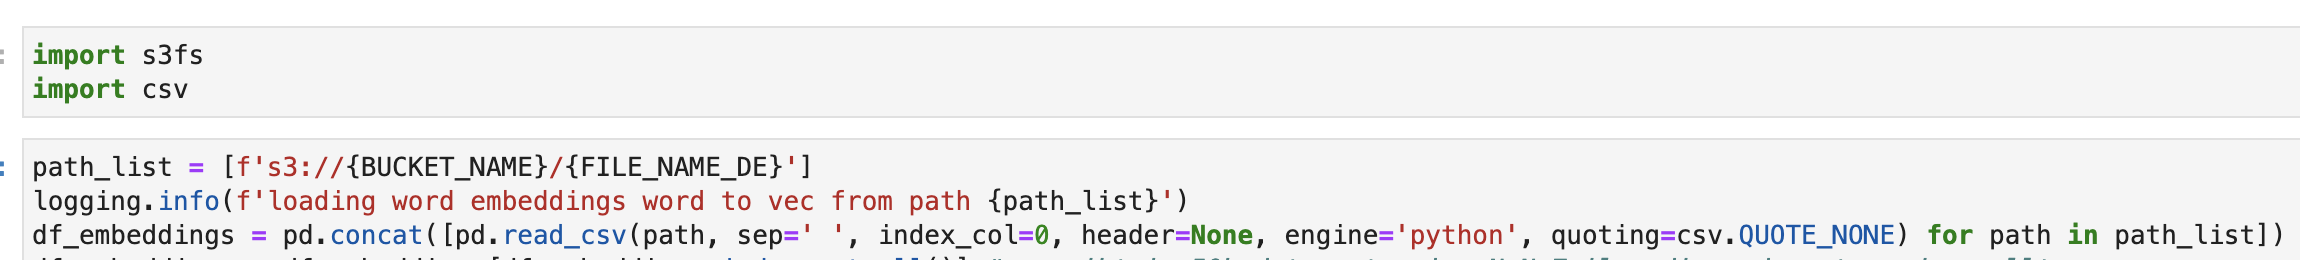 import s3fs
import csv
path_list = [f's3://{BUCKET_NAME}/{FILE_NAME_DE}']
logging.info(f'loading word embeddings word to vec from path {path_list}')
df_embeddings = pd.concat([pd.read_csv(path, sep=' ', index_col=0, header=None, engine='python', quoting=csv.QUOTE_NONE) for path in path_list])